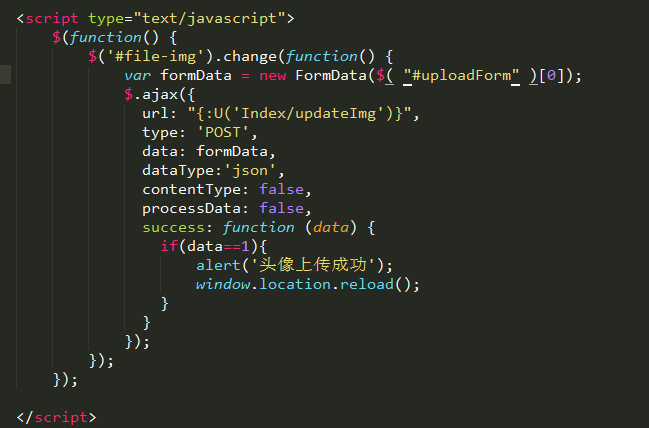 <script type="text/javascript">
    $(function() {
        $('#file-img').change(function() {
            var formData = new FormData($( "#uploadForm" )[0]);
            $.ajax({
              url: "{:U('Index/updateImg')}",
              type: 'POST',
              data: formData,
              dataType:'json',
              contentType: false,
              processData: false,
              success: function (data) {
                if(data==1){
                    alert('头像上传成功');
                    window.location.reload();
                }
              }
            });
        });
    });
</script>